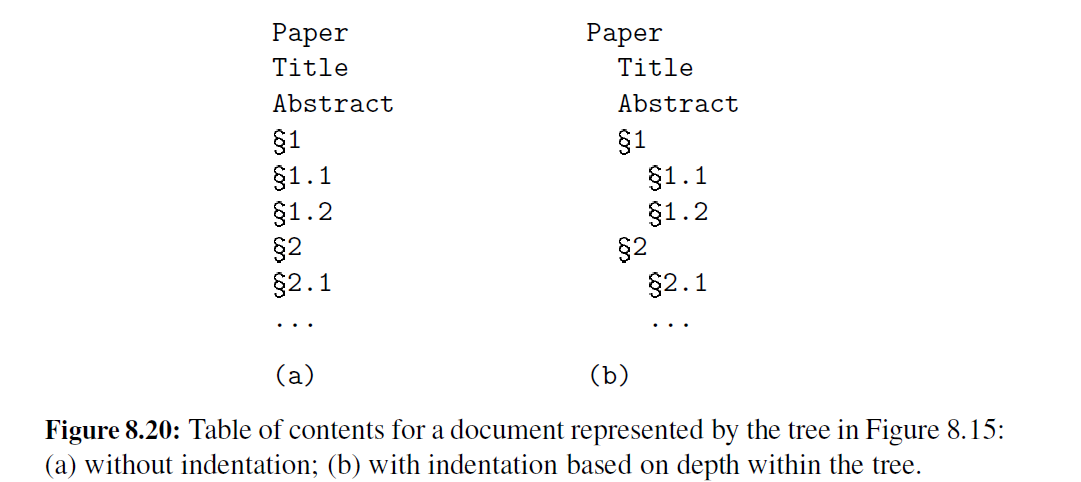 Paper
Title
Abstract
§1
§1.1
§1.2
§2
§2.1
...
(a)
Paper
Title
Abstract
§1
§1.1
§1.2
§2
§2.1
...
(b)
Figure 8.20: Table of contents for a document represented by the tree in Figure 8.15:
(a) without indentation; (b) with indentation based on depth within the tree.